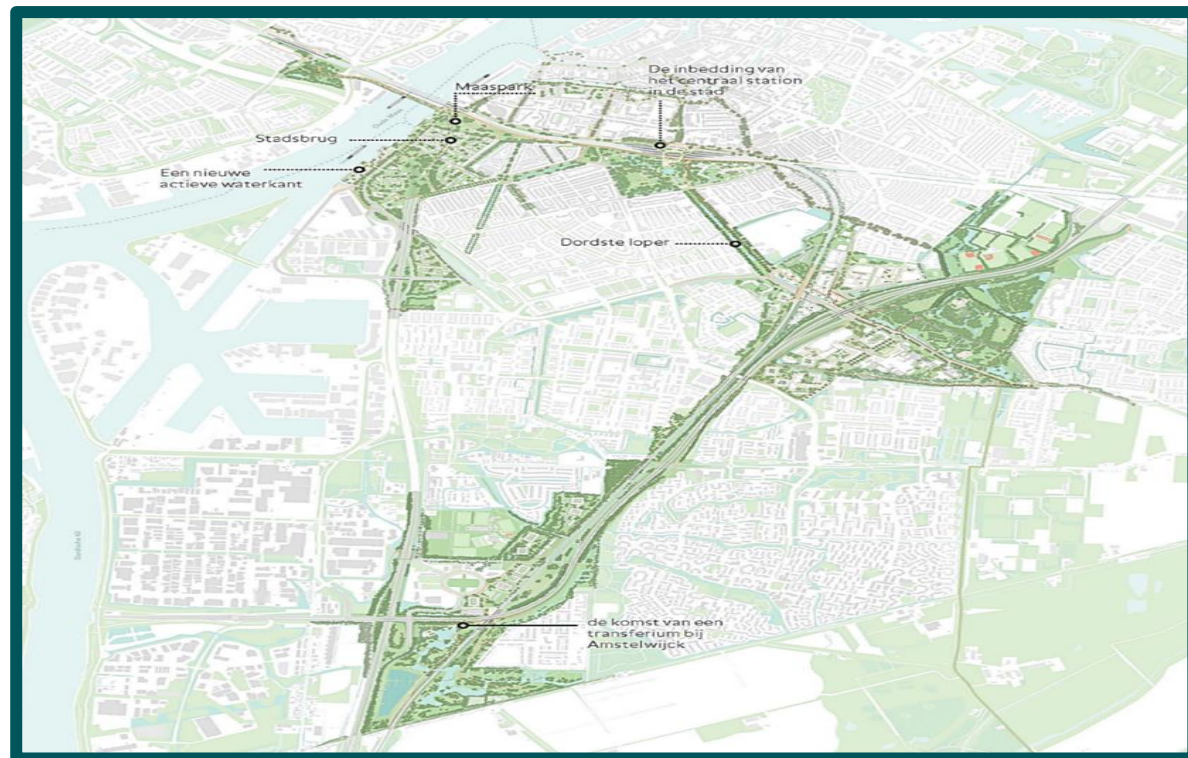 De inbedding van
het centraal station
in de stad
Maaspark
Stadsbrug
Een nieuwe
actieve waterkant
Dordste loper
de komst van een
transferium bij
Amstelwijck